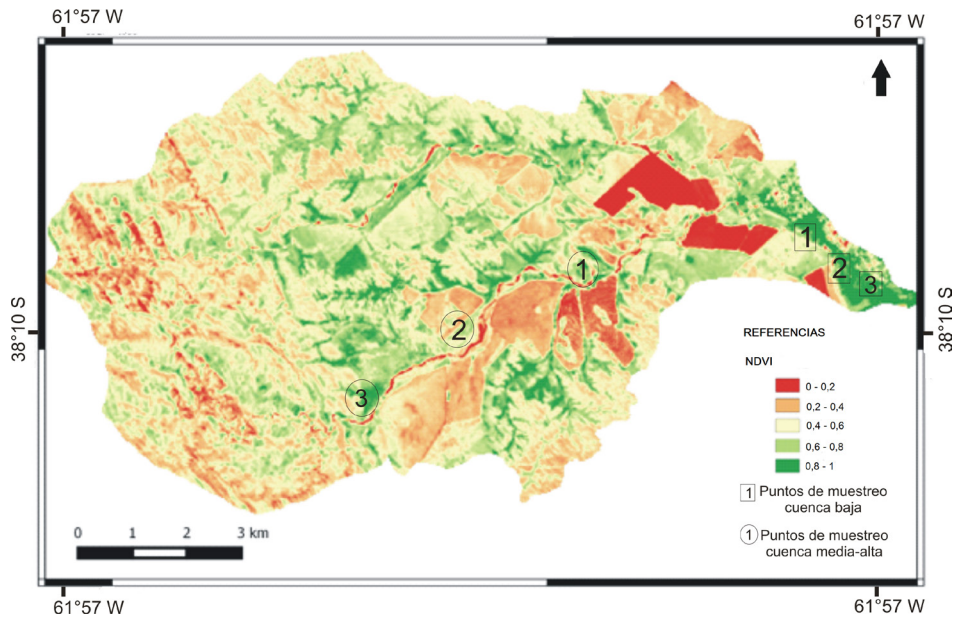 61°57 W
61°57 W
38°10 S
38°10 S
1
2
3
1
2
3
REFERENCIAS
NDVI
0 - 0,2
0,2 - 0,4
0,4 - 0,6
0,6 - 0,8
0,8 - 1
1 Puntos de muestreo
cuenca baja
1 Puntos de muestreo
cuenca media-alta
0 1 2 3 km
61°57 W
61°57 W